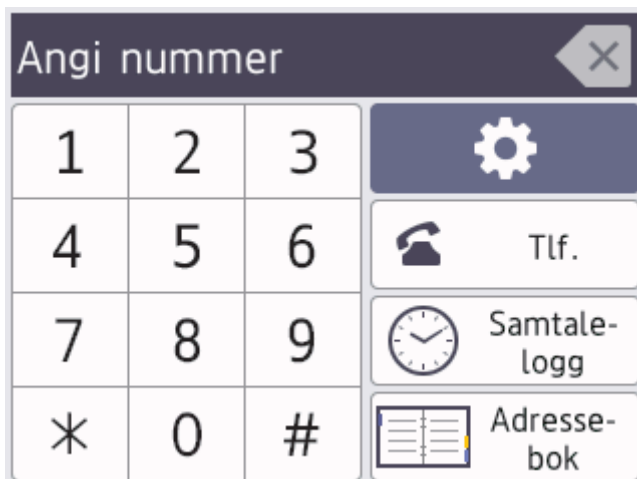 Angi nummer
1 2 3
4 5 6
Tlf.
7 8 9
Samtale-
logg
* 0 #
Adresse-
bok